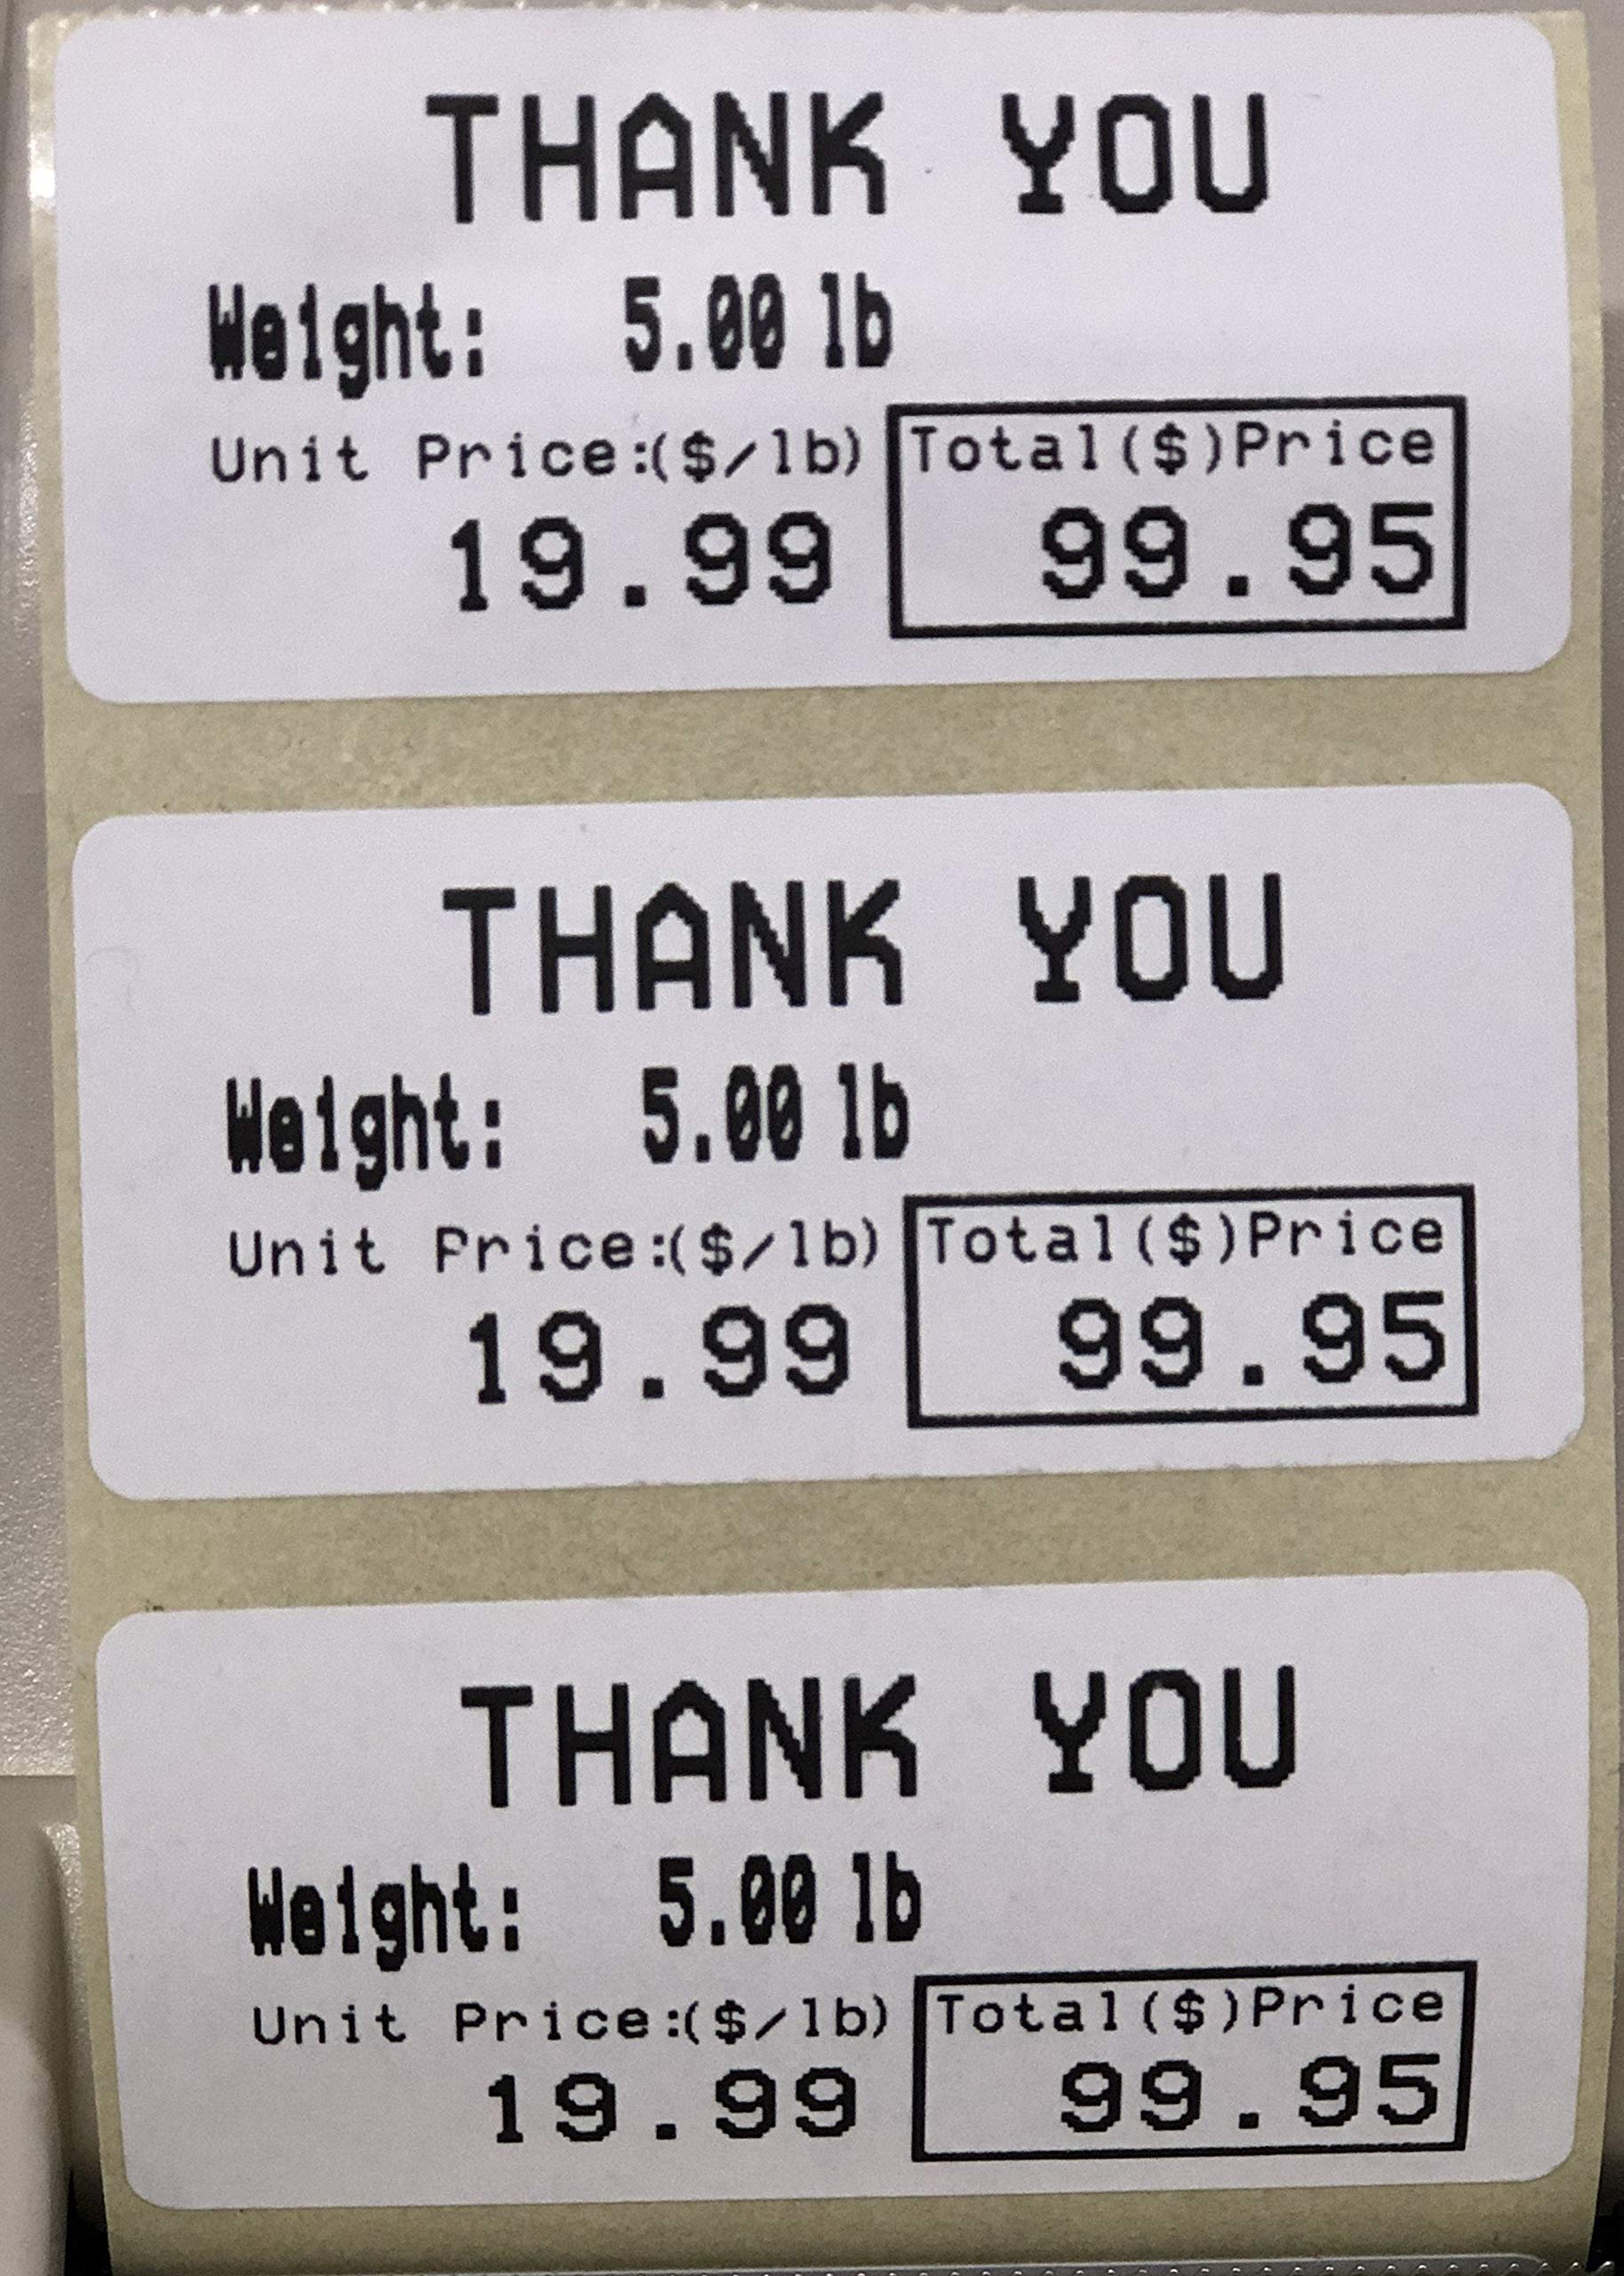 THANK YOU
Weight: 5.00 lb
Unit Price:($/lb) Total($)Price
19.99 99.95
THANK YOU
Weight: 5.00 lb
Unit Price:($/lb) Total($)Price
19.99 99.95
THANK YOU
Weight: 5.00 lb
Unit Price:($/lb) Total($)Price
19.99 99.95